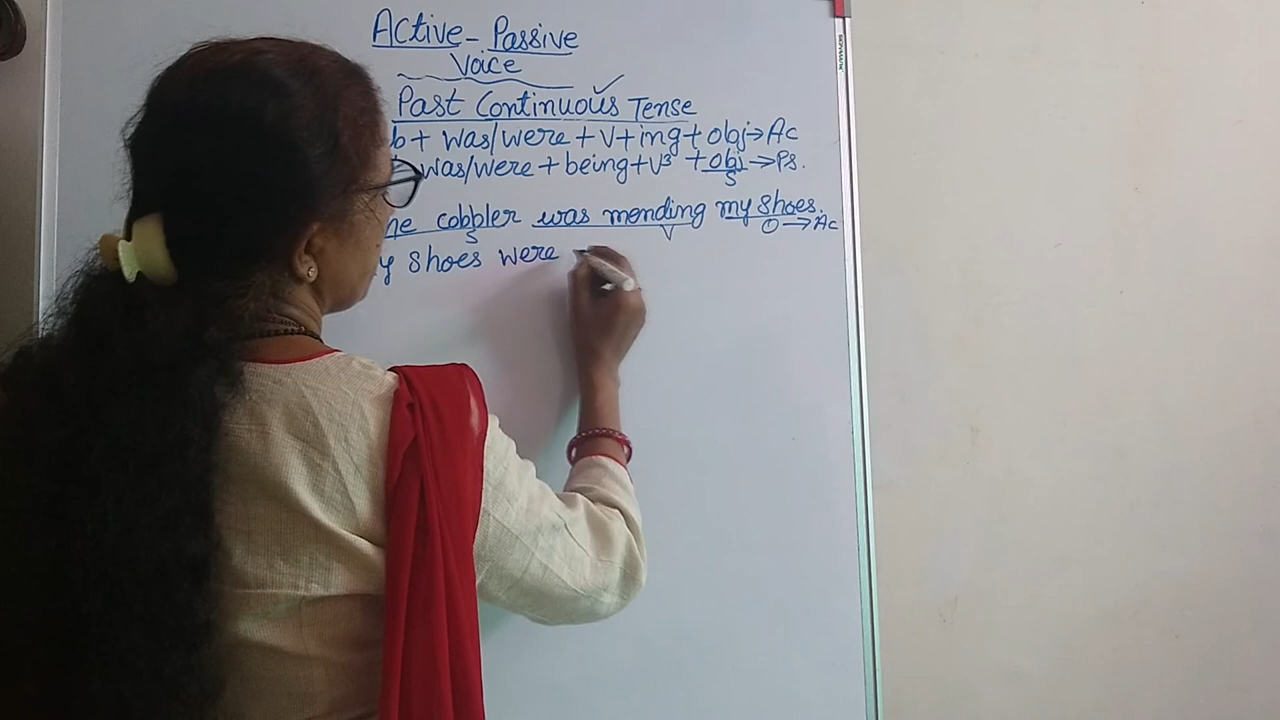 Active - Passive
Voice
Past Continuous Tense
b + was/were + V + ing + obj → Ac
was/were + being + V³ + obj → Ps.
S
he cobbler was mending my shoes.
S V O → Ac
y shoes were